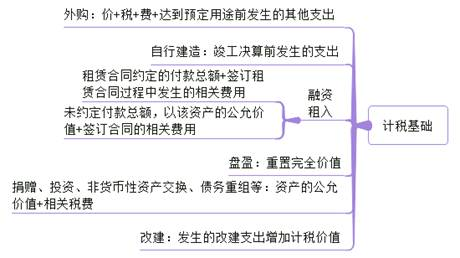 外购：价+税+费+达到预定用途前发生的其他支出
自行建造：竣工决算前发生的支出
租赁合同约定的付款总额+签订租
赁合同过程中发生的相关费用
融资
租入
未约定付款总额，以该资产的公允价
值+签订合同的相关费用
计税基础
盘盈：重置完全价值
捐赠、投资、非货币性资产交换、债务重组等：资产的公允
价值+相关税费
改建：发生的改建支出增加计税价值